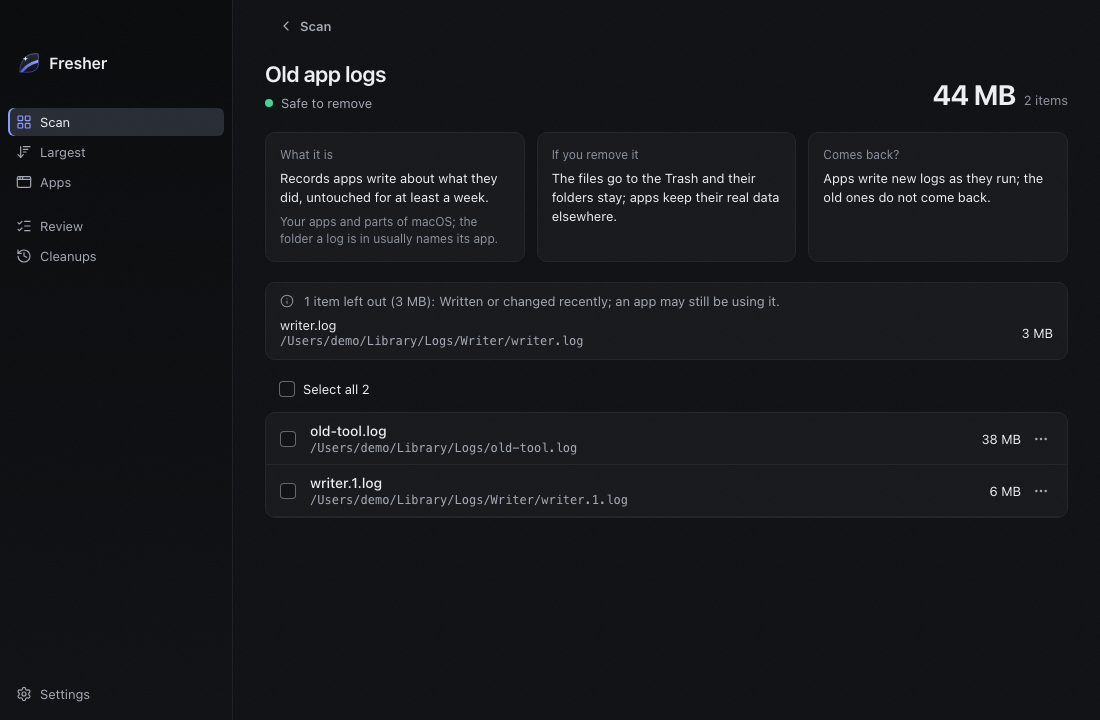 Scan
Fresher
Old app logs
Safe to remove
44 MB 2 items
Scan
Largest
Apps
Review
Cleanups
Settings
What it is
Records apps write about what they
did, untouched for at least a week.
Your apps and parts of macOS; the
folder a log is in usually names its app.
If you remove it
The files go to the Trash and their
folders stay; apps keep their real data
elsewhere.
Comes back?
Apps write new logs as they run; the
old ones do not come back.
1 item left out (3 MB): Written or changed recently; an app may still be using it.
writer.log
/Users/demo/Library/Logs/Writer/writer.log
3 MB
Select all 2
old-tool.log
/Users/demo/Library/Logs/old-tool.log
38 MB
writer.1.log
/Users/demo/Library/Logs/Writer/writer.1.log
6 MB